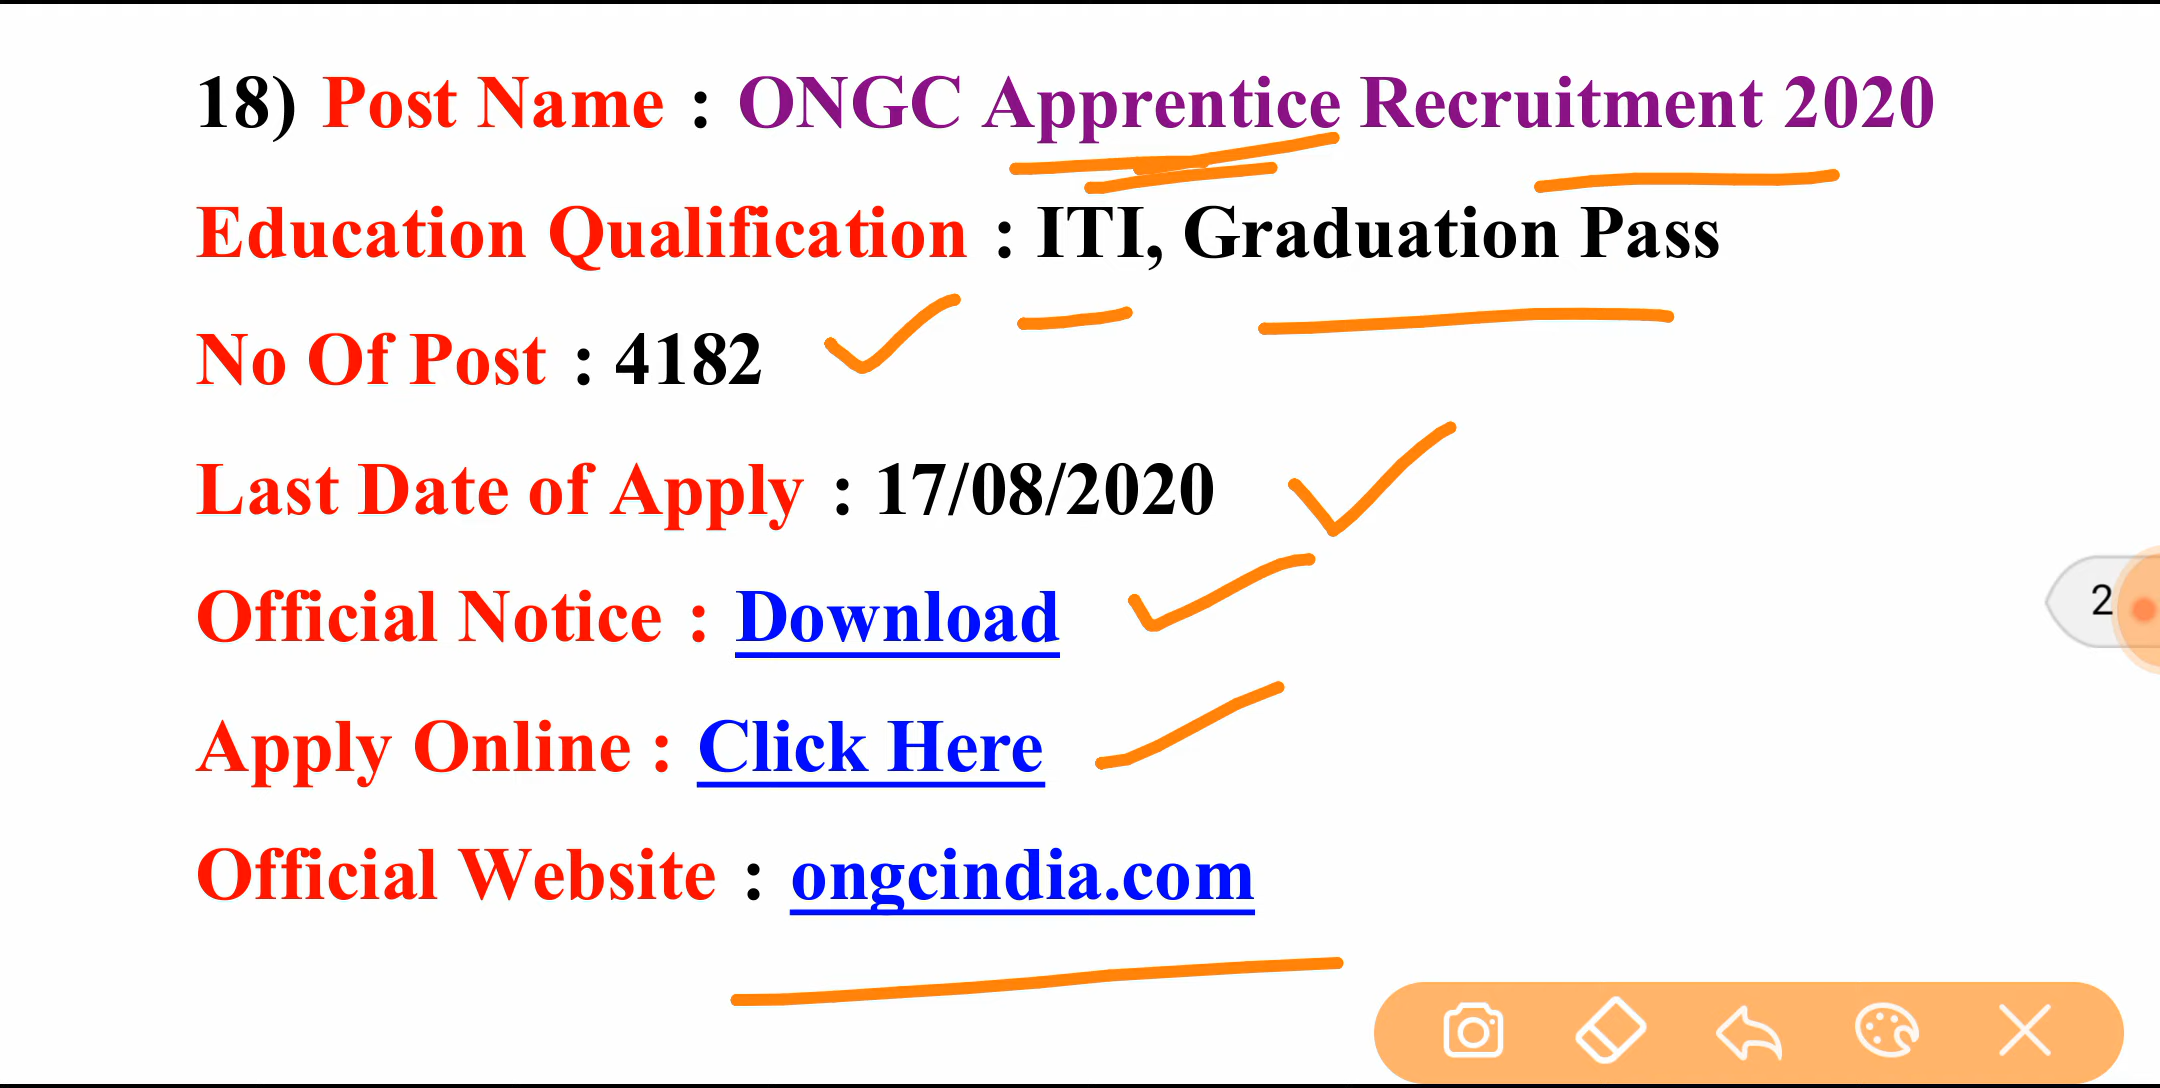 18) Post Name : ONGC Apprentice Recruitment 2020
Education Qualification : ITI, Graduation Pass
No Of Post : 4182
Last Date of Apply : 17/08/2020
Official Notice : Download
2
Apply Online : Click Here
Official Website : ongcindia.com